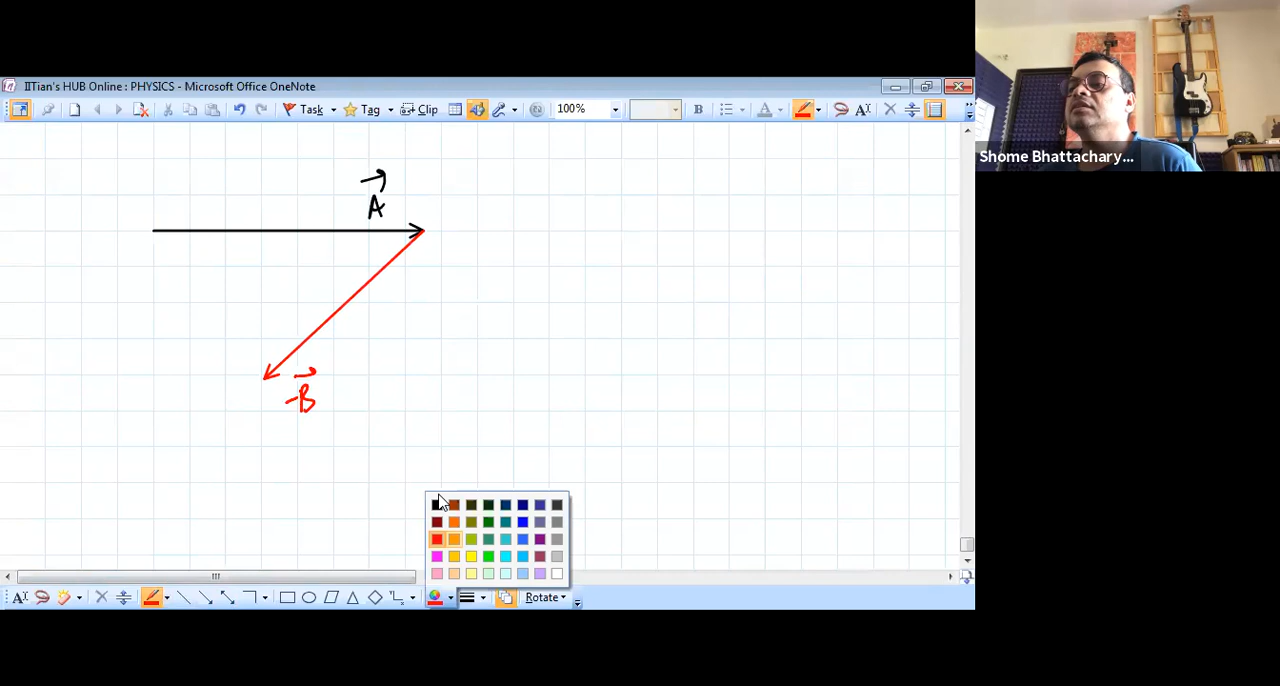 IITian's HUB Online : PHYSICS - Microsoft Office OneNote
Task Tag Clip 100% B A A
Shome Bhattachary...
A
-B
A Rotate